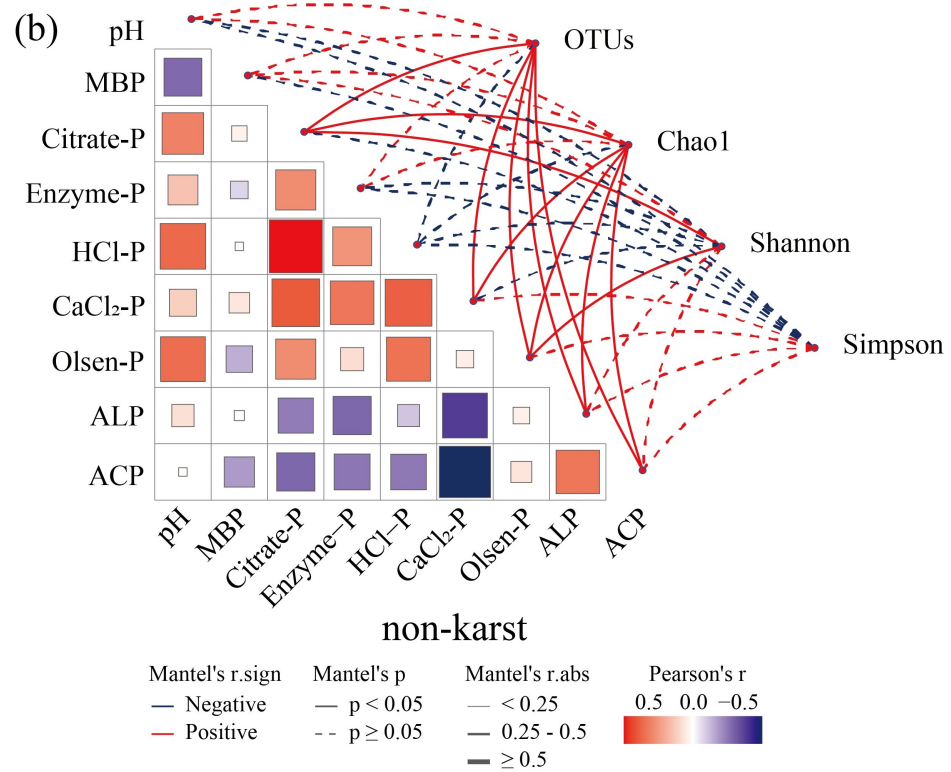 (b)
pH
OTUs
MBP
Citrate-P
Chao1
Enzyme-P
HCl-P
Shannon
CaCl₂-P
Olsen-P
Simpson
ALP
ACP
pH
MBP
Citrate-P
Enzyme−P
HCl−P
CaCl₂-P
Olsen-P
ALP
ACP
non-karst
Mantel's r.sign
Negative
Positive
Mantel's p
p < 0.05
p ≥ 0.05
Mantel's r.abs
< 0.25
0.25 - 0.5
≥ 0.5
Pearson's r
0.5 0.0 −0.5